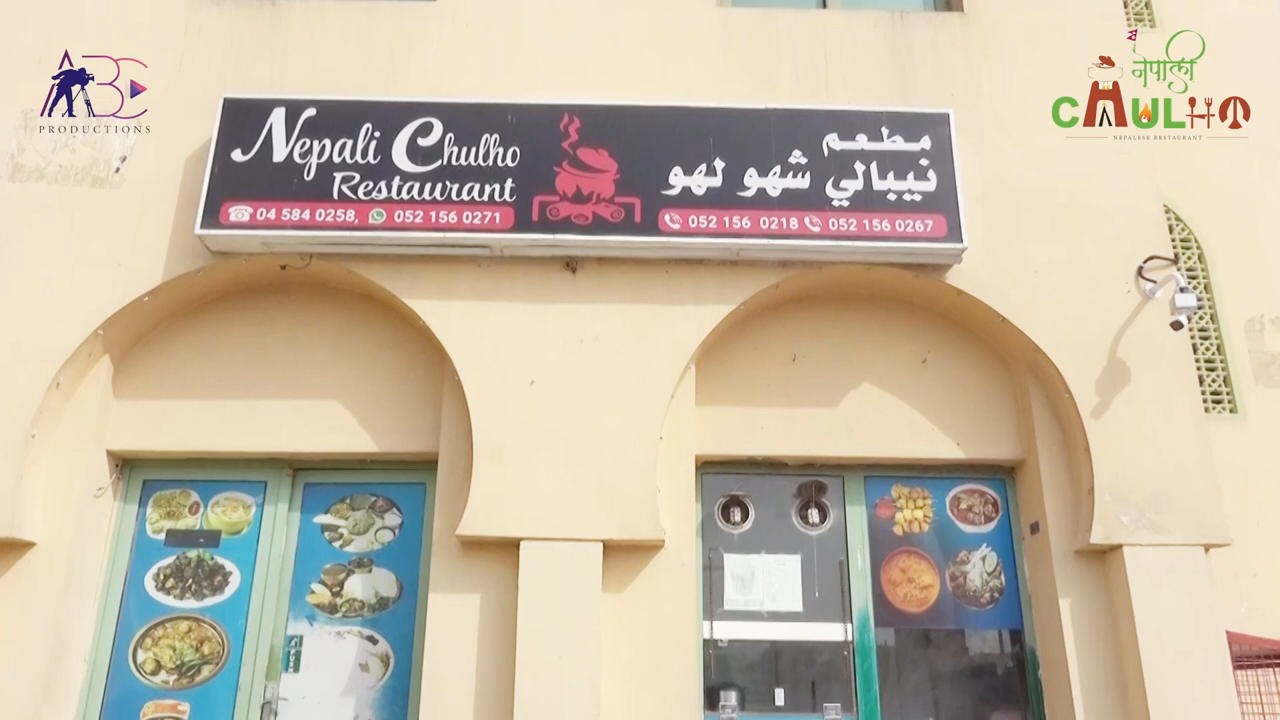 ABC
PRODUCTIONS
नेपाली
CHULHO
NEPALESE RESTAURANT
Nepali Chulho
Restaurant
04 584 0258, 052 156 0271
مطعم
نيبالي شهو لهو
052 156 0218 052 156 0267